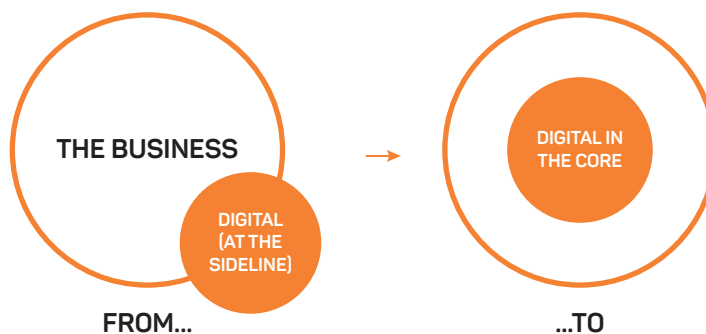 THE BUSINESS
DIGITAL
(AT THE
SIDELINE)
FROM...
DIGITAL IN
THE CORE
...TO